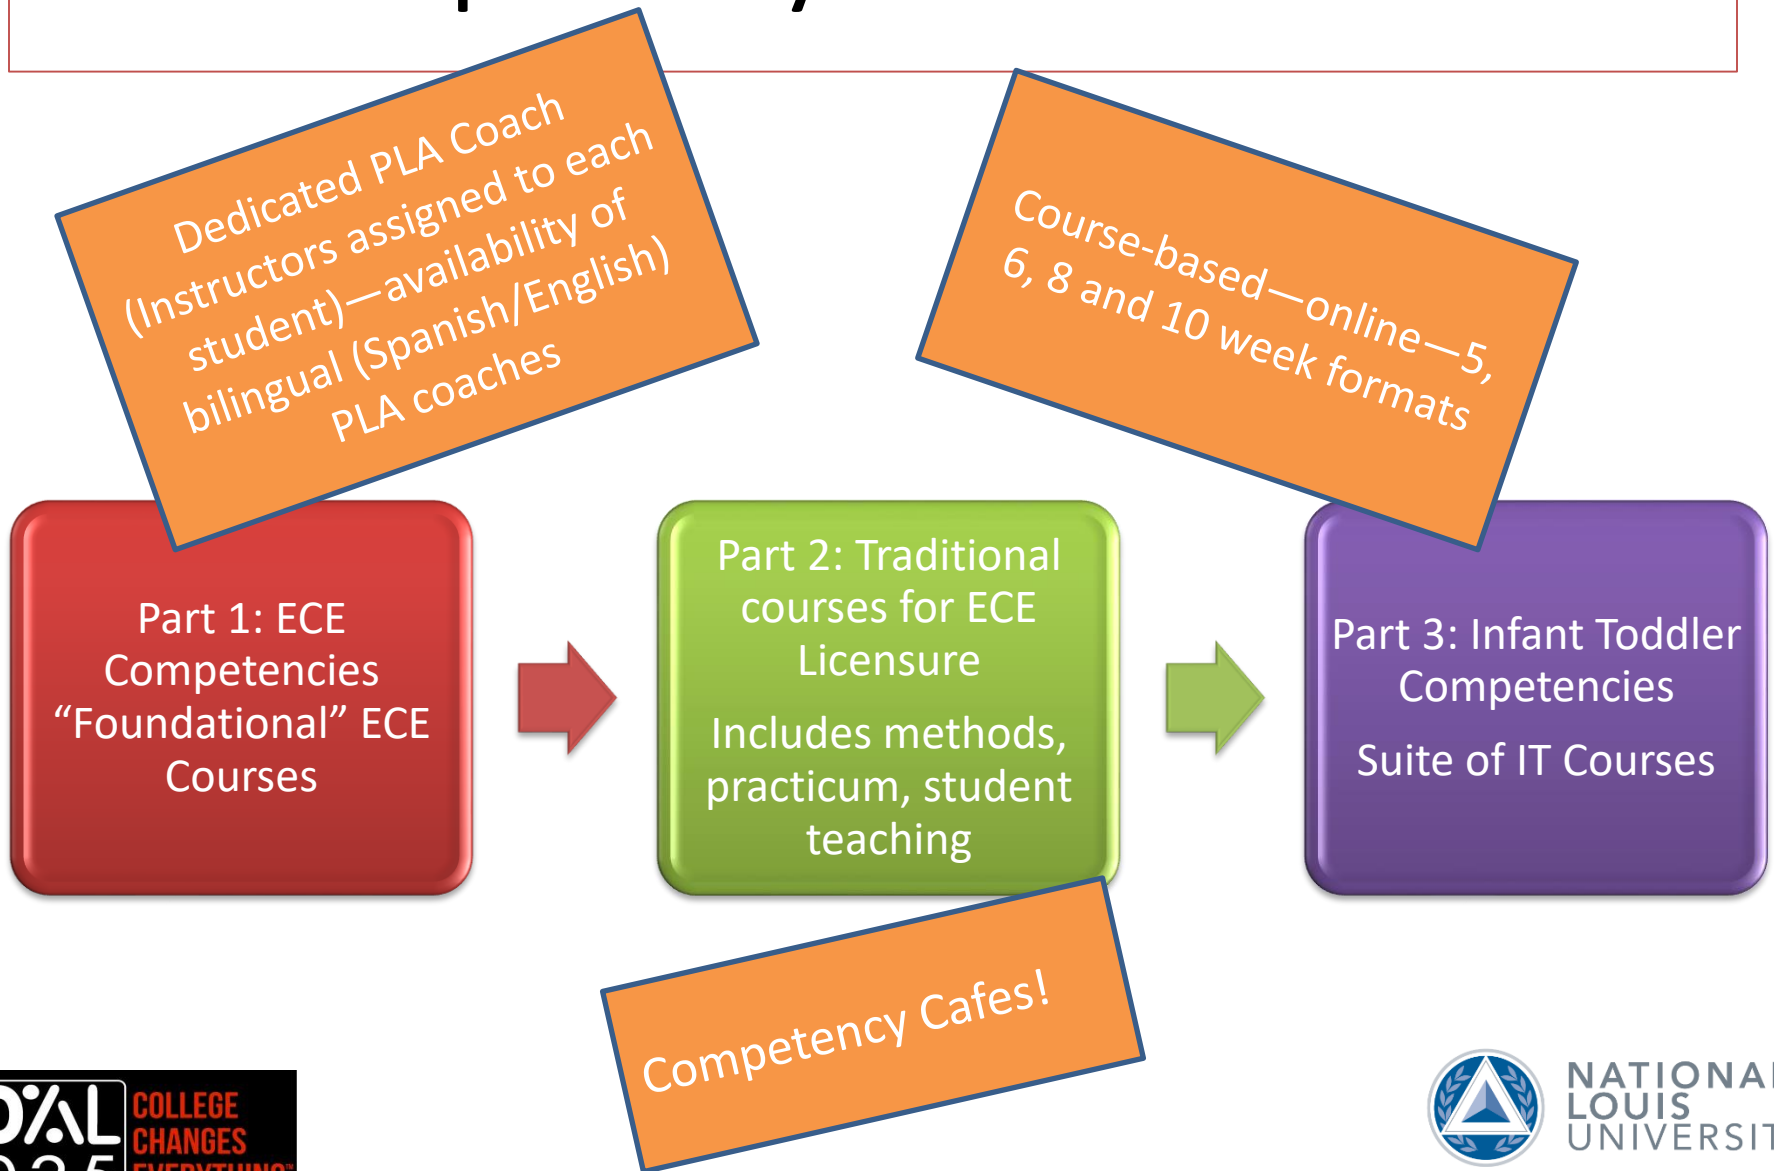 Dedicated PLA Coach
(Instructors assigned to each
student)—availability of
bilingual (Spanish/English)
PLA coaches
Course-based—online—5,
6, 8 and 10 week formats
Part 1: ECE
Competencies
“Foundational” ECE
Courses
Part 2: Traditional
courses for ECE
Licensure
Includes methods,
practicum, student
teaching
Part 3: Infant Toddler
Competencies
Suite of IT Courses
Competency Cafes!
COLLEGE
CHANGES
EVERYTHING™
NATIONAL
LOUIS
UNIVERSIT